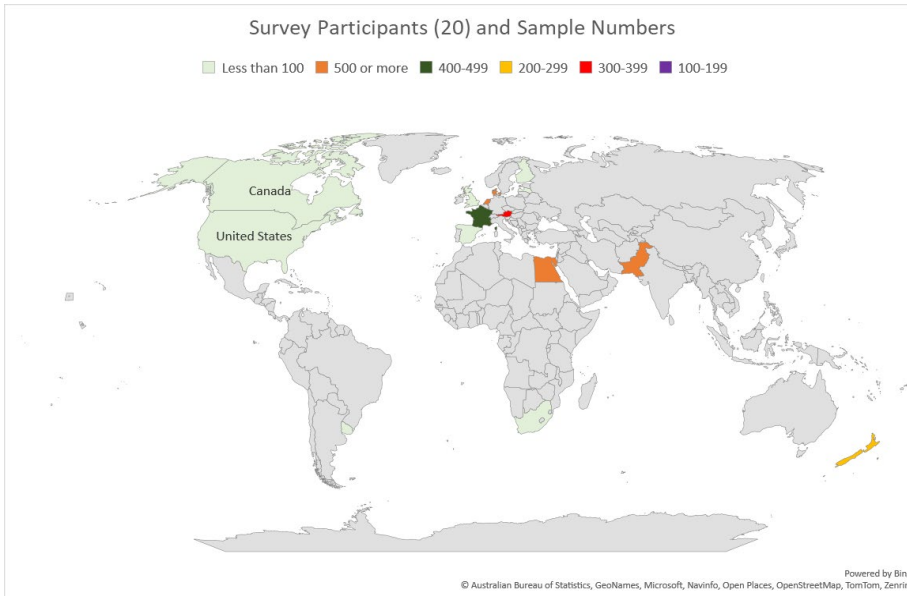 Survey Participants (20) and Sample Numbers
Less than 100 500 or more 400-499 200-299 300-399 100-199
Canada
United States
Powered by Bin
© Australian Bureau of Statistics, GeoNames, Microsoft, Navinfo, Open Places, OpenStreetMap, TomTom, Zenrin